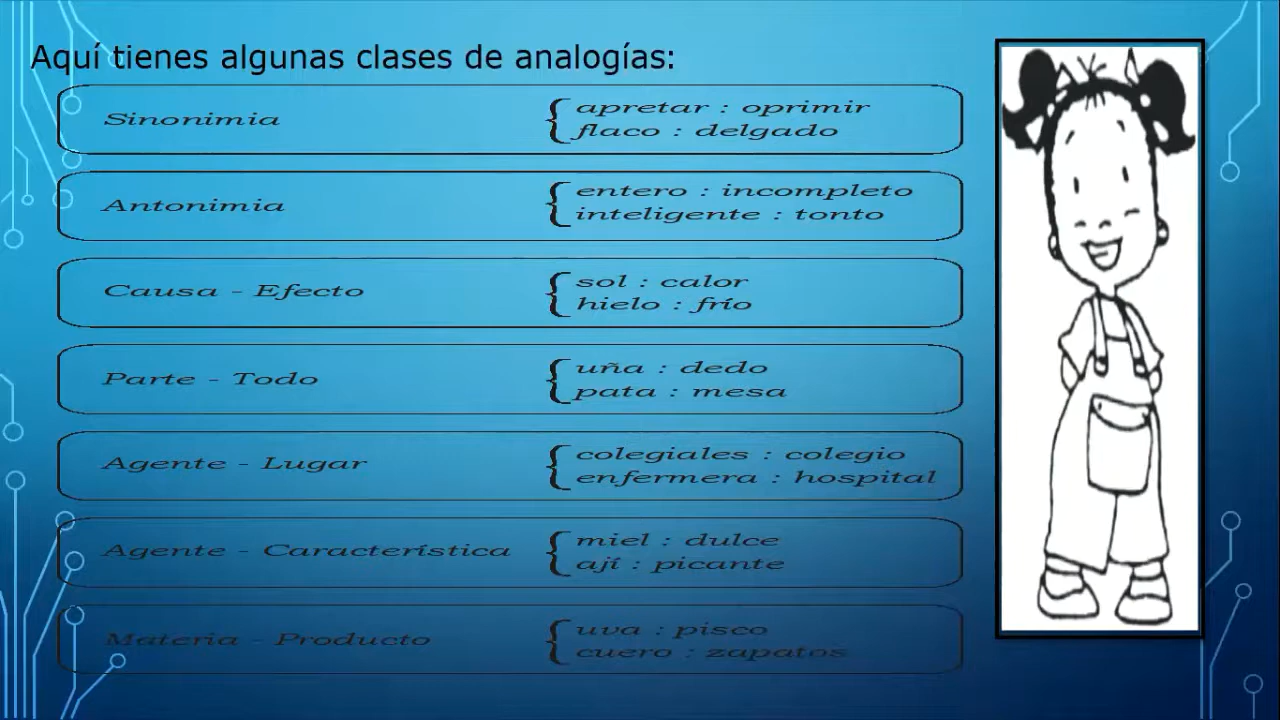 Aquí tienes algunas clases de analogías:
Sinonimia
apretar : oprimir
flaco : delgado
Antonimia
entero : incompleto
inteligente : tonto
Causa - Efecto
sol : calor
hielo : frío
Parte - Todo
uña : dedo
pata : mesa
Agente - Lugar
colegiales : colegio
enfermera : hospital
Agente - Característica
miel : dulce
ají : picante
Materia - Producto
uva : pisco
cuero : zapatos